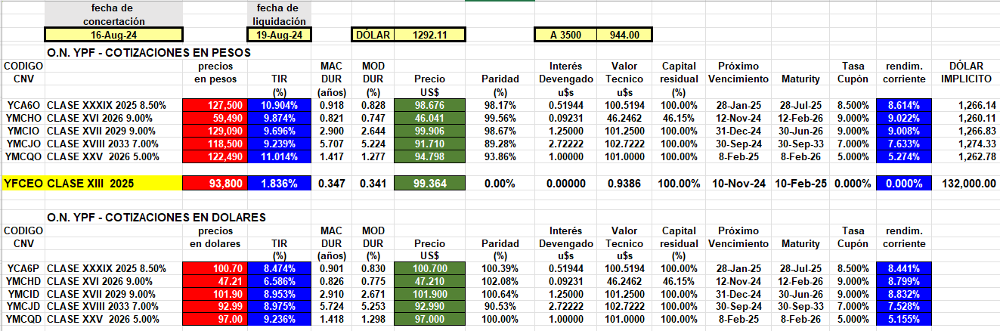 fecha de fecha de
concertación liquidación
16-Aug-24 19-Aug-24 DÓLAR 1292.11 A 3500 944.00
O.N. YPF - COTIZACIONES EN PESOS
CODIGO precios MAC MOD Interés Valor Capital Próximo Tasa rendim. DÓLAR
CNV en pesos TIR DUR DUR Precio Paridad Devengado Tecnico residual Vencimiento Maturity Cupón corriente IMPLICITO
(%) (años) (%) US$ (%) u$s u$s (%)
YCA6O CLASE XXXIX 2025 8.50% 127,500 10.904% 0.918 0.828 98.676 98.17% 0.51944 100.5194 100.00% 28-Jan-25 28-Jul-25 8.500% 8.614% 1,266.14
YMCHO CLASE XVI 2026 9.00% 59,490 9.874% 0.821 0.747 46.041 99.56% 0.09231 46.2462 46.15% 12-Nov-24 12-Feb-26 9.000% 9.022% 1,260.11
YMCIO CLASE XVII 2029 9.00% 129,090 9.696% 2.900 2.644 99.906 98.67% 1.25000 101.2500 100.00% 31-Dec-24 30-Jun-26 9.000% 9.008% 1,266.83
YMCJO CLASE XVIII 2033 7.00% 118,500 9.239% 5.707 5.224 91.710 89.28% 2.72222 102.7222 100.00% 30-Sep-24 30-Sep-33 7.000% 7.633% 1,274.33
YMCQO CLASE XXV 2026 5.00% 122,490 11.014% 1.417 1.277 94.798 93.86% 1.00000 101.0000 100.00% 8-Feb-25 8-Feb-26 5.000% 5.274% 1,262.78
YFCEO CLASE XIII 2025 93,800 1.836% 0.347 0.341 99.364 0.00% 0.00000 0.9386 100.00% 10-Nov-24 10-Feb-25 0.000% 0.000% 132,000.00
O.N. YPF - COTIZACIONES EN DOLARES
CODIGO precios MAC MOD Interés Valor Capital Próximo Tasa rendim.
CNV en dolares TIR DUR DUR Precio Paridad Devengado Tecnico residual Vencimiento Maturity Cupón corriente
(%) (años) (%) US$ (%) u$s u$s (%)
YCA6P CLASE XXXIX 2025 8.50% 100.70 8.474% 0.901 0.830 100.700 100.39% 0.51944 100.5194 100.00% 28-Jan-25 28-Jul-25 8.500% 8.441%
YMCHD CLASE XVI 2026 9.00% 47.21 6.586% 0.826 0.775 47.210 102.08% 0.09231 46.2462 46.15% 12-Nov-24 12-Feb-26 9.000% 8.799%
YMCID CLASE XVII 2029 9.00% 101.90 8.953% 2.910 2.671 101.900 100.64% 1.25000 101.2500 100.00% 31-Dec-24 30-Jun-26 9.000% 8.832%
YMCJD CLASE XVIII 2033 7.00% 92.99 8.975% 5.724 5.253 92.990 90.53% 2.72222 102.7222 100.00% 30-Sep-24 30-Sep-33 7.000% 7.528%
YMCQD CLASE XXV 2026 5.00% 97.00 9.236% 1.418 1.298 97.000 100.00% 1.00000 101.0000 100.00% 8-Feb-25 8-Feb-26 5.000% 5.155%